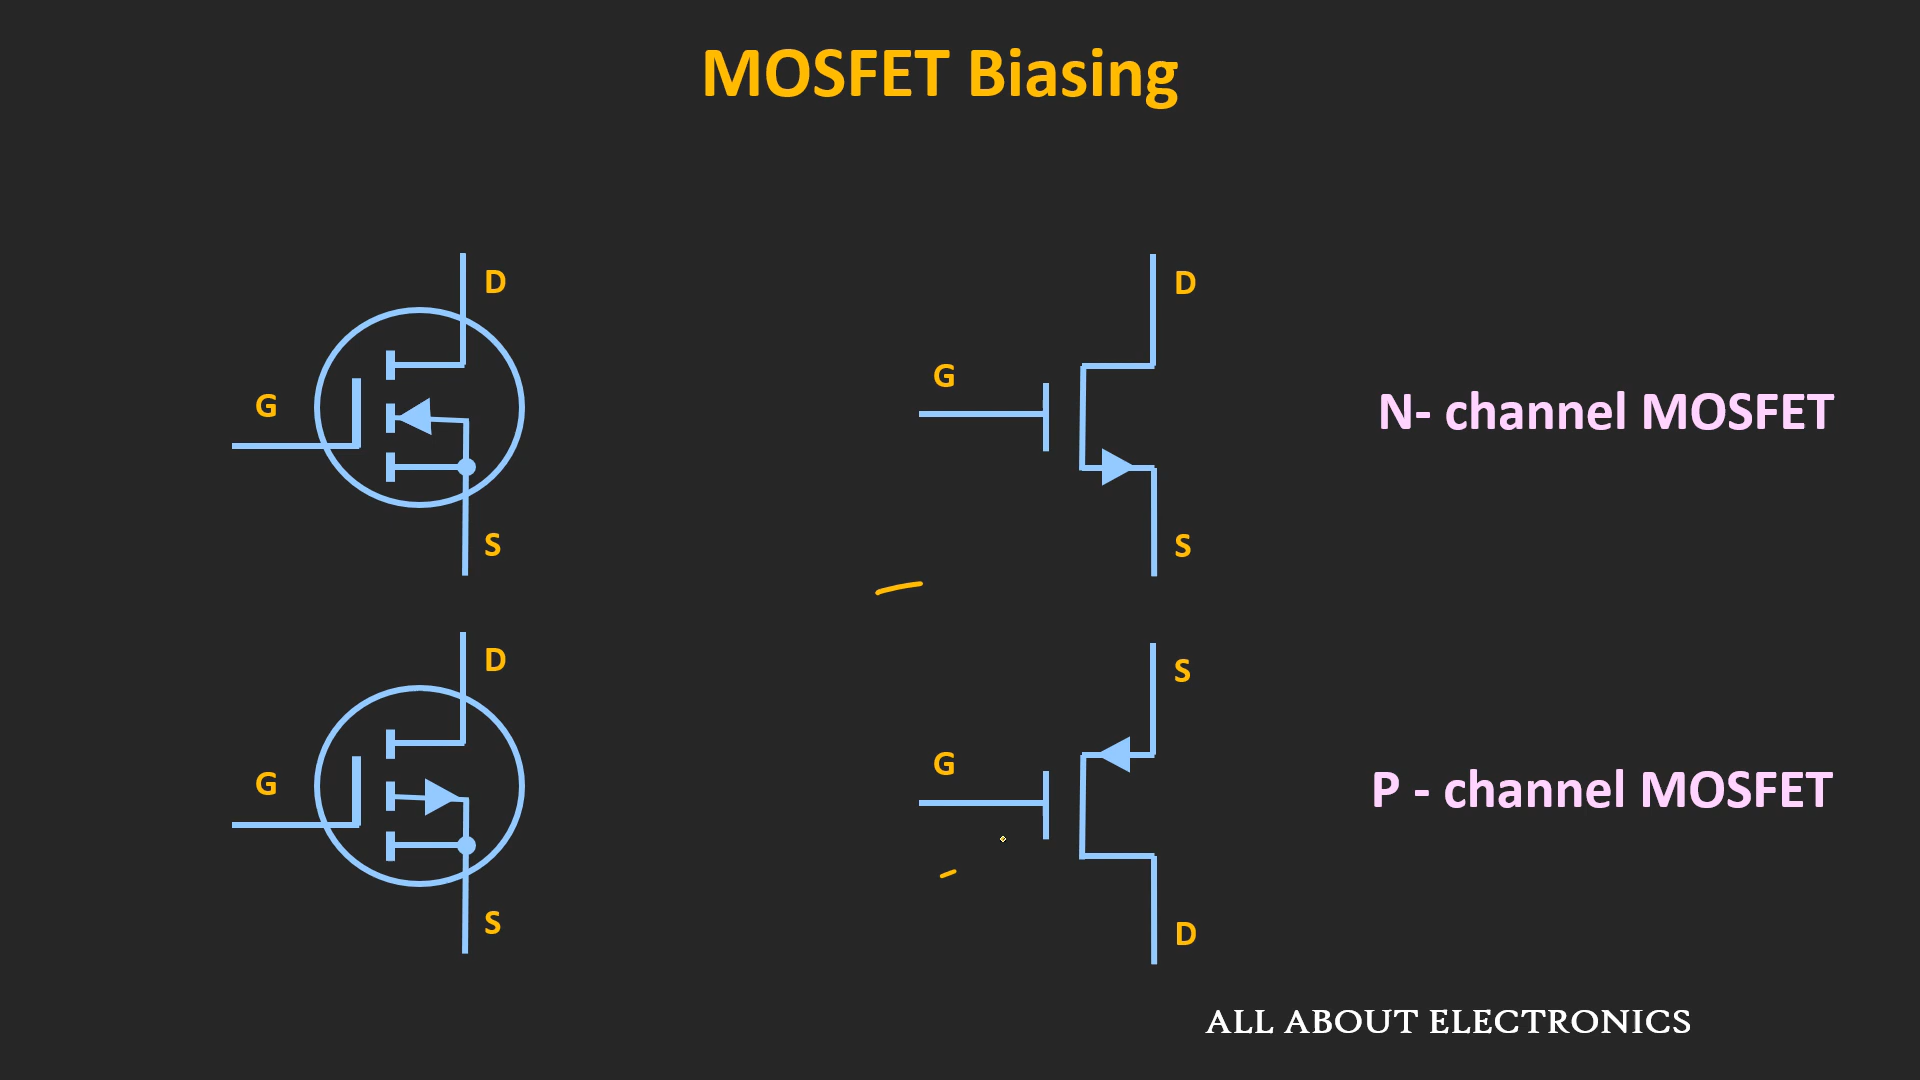 MOSFET Biasing
D
G
S
D
G
S
N- channel MOSFET
D
G
S
S
G
D
P - channel MOSFET
ALL ABOUT ELECTRONICS